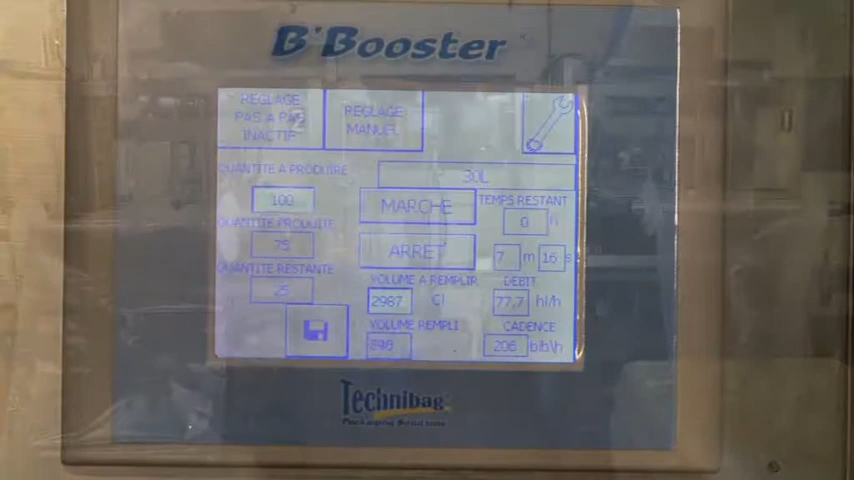 B'Booster
REGLAGE
PAS A PAS
INACTIF
REGLAGE
MANUEL
QUANTITE A PRODUIRE
30L
100
MARCHE
TEMPS RESTANT
0 h
QUANTITE PRODUITE
75
ARRET
7 m 16 s
QUANTITE RESTANTE
25
VOLUME A REMPLIR
DEBIT
2987 Cl
77,7 hl/h
VOLUME REMPLI
CADENCE
206 bib\h
Technibag
Packaging Solutions